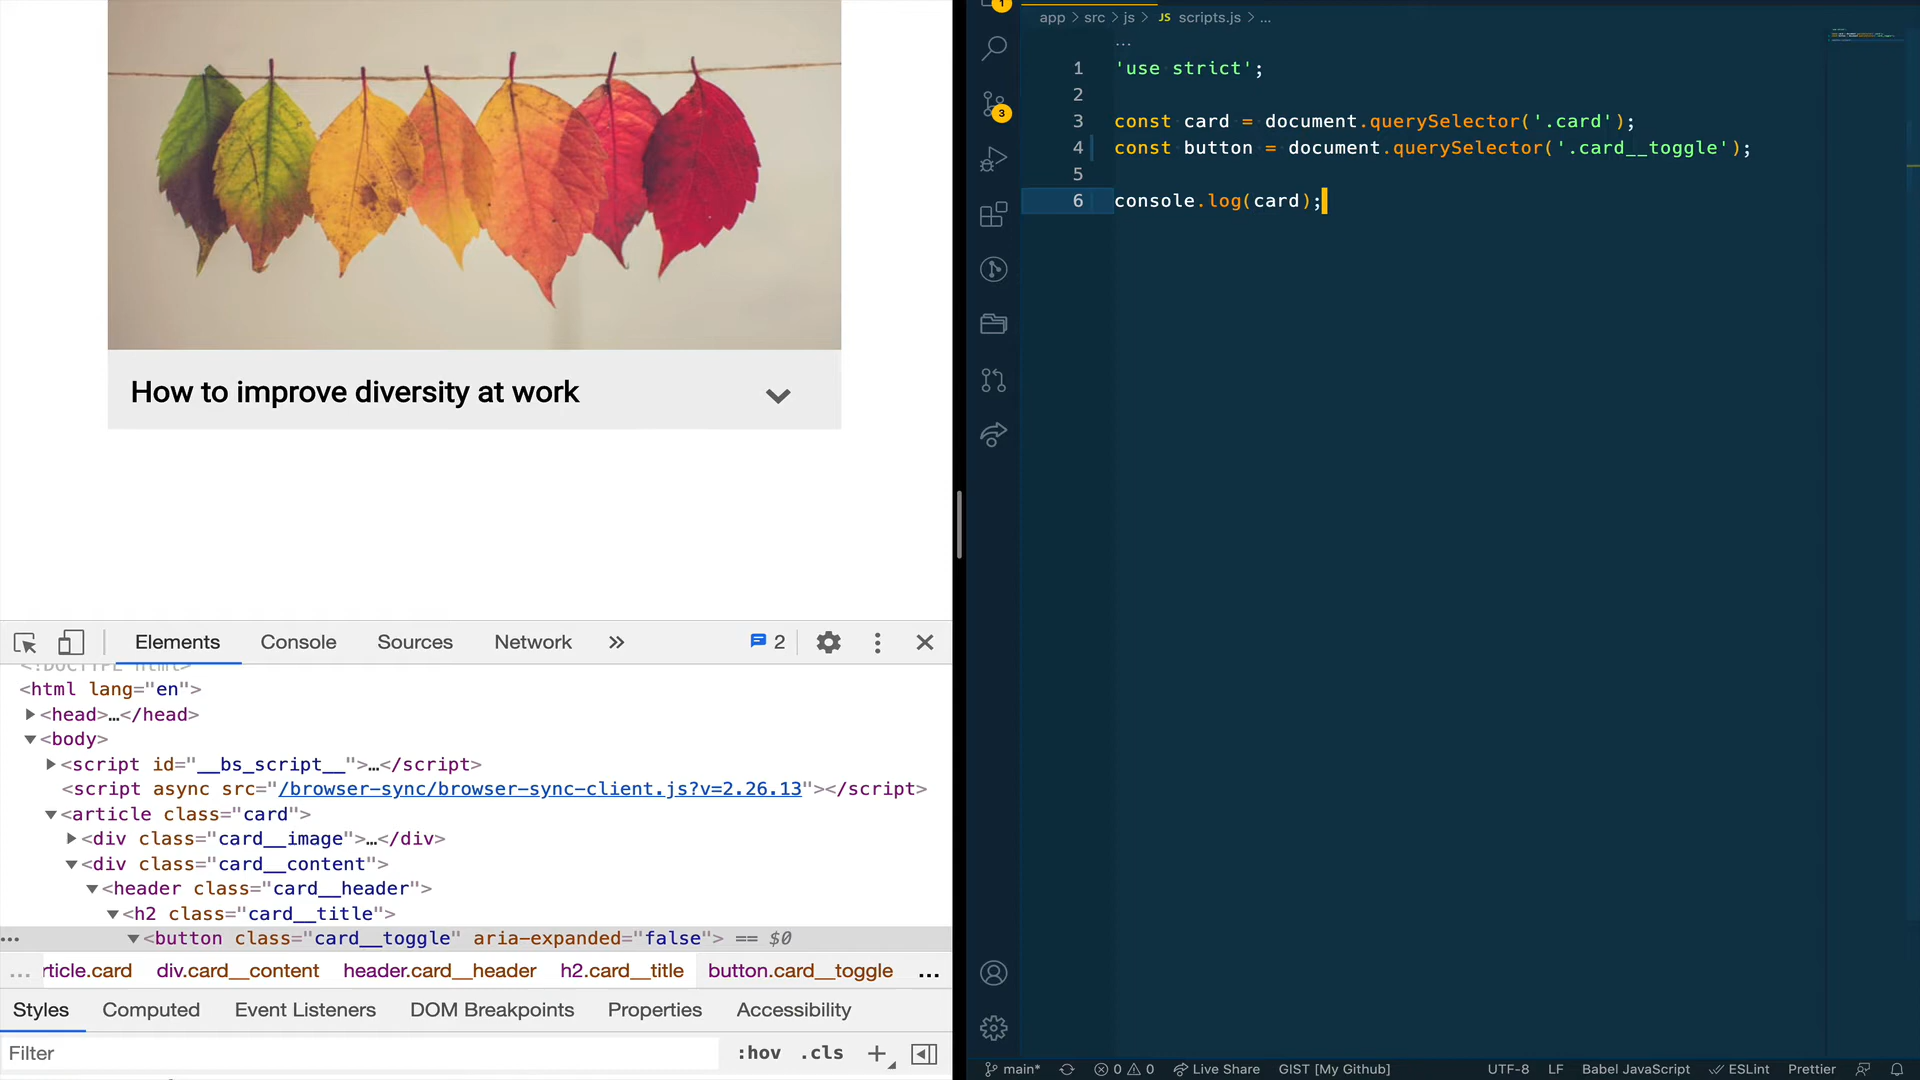 How to improve diversity at work
Elements Console Sources Network » 2
<!DOCTYPE html>
<html lang="en">
<head>…</head>
<body>
<script id="__bs_script__">…</script>
<script async src="/browser-sync/browser-sync-client.js?v=2.26.13"></script>
<article class="card">
<div class="card__image">…</div>
<div class="card__content">
<header class="card__header">
<h2 class="card__title">
… <button class="card__toggle" aria-expanded="false"> == $0
… rticle.card div.card__content header.card__header h2.card__title button.card__toggle …
Styles Computed Event Listeners DOM Breakpoints Properties Accessibility
Filter :hov .cls +
1
3
app > src > js > JS scripts.js > ...
...
1 'use strict';
2
3 const card = document.querySelector('.card');
4 const button = document.querySelector('.card__toggle');
5
6 console.log(card);
main* 0 0 Live Share GIST [My Github] UTF-8 LF Babel JavaScript ESLint Prettier